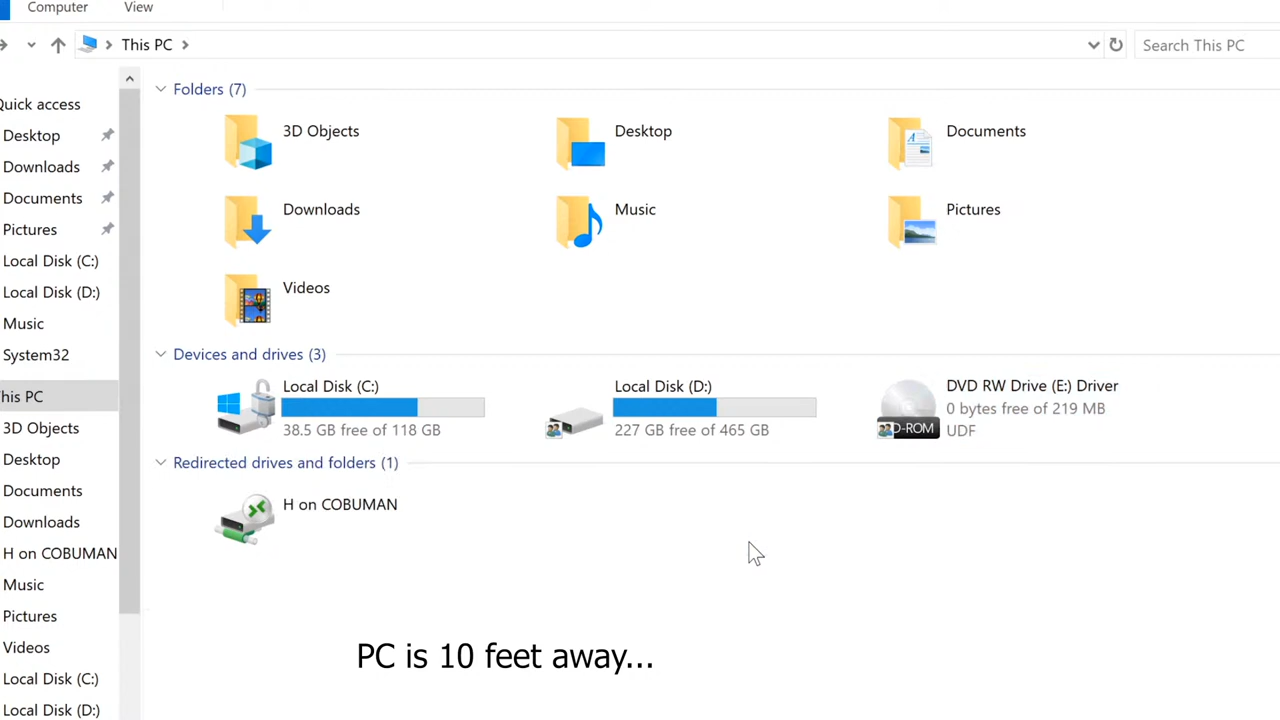 Computer View
This PC
Search This PC
Quick access
Desktop
Downloads
Documents
Pictures
Local Disk (C:)
Local Disk (D:)
Music
System32
This PC
3D Objects
Desktop
Documents
Downloads
H on COBUMAN
Music
Pictures
Videos
Local Disk (C:)
Local Disk (D:)
Folders (7)
3D Objects
Desktop
Documents
Downloads
Music
Pictures
Videos
Devices and drives (3)
Local Disk (C:)
38.5 GB free of 118 GB
Local Disk (D:)
227 GB free of 465 GB
DVD RW Drive (E:) Driver
0 bytes free of 219 MB
UDF
D-ROM
Redirected drives and folders (1)
H on COBUMAN
PC is 10 feet away...